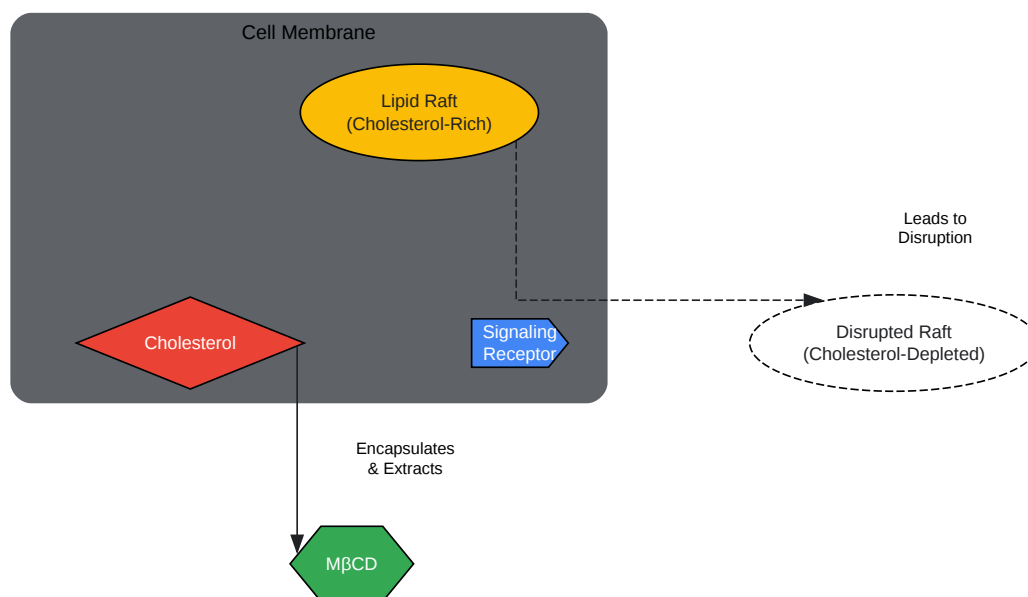 Cell Membrane
Lipid Raft
(Cholesterol-Rich)
Leads to
Disruption
Cholesterol
Signaling
Receptor
Disrupted Raft
(Cholesterol-Depleted)
Encapsulates
& Extracts
MβCD